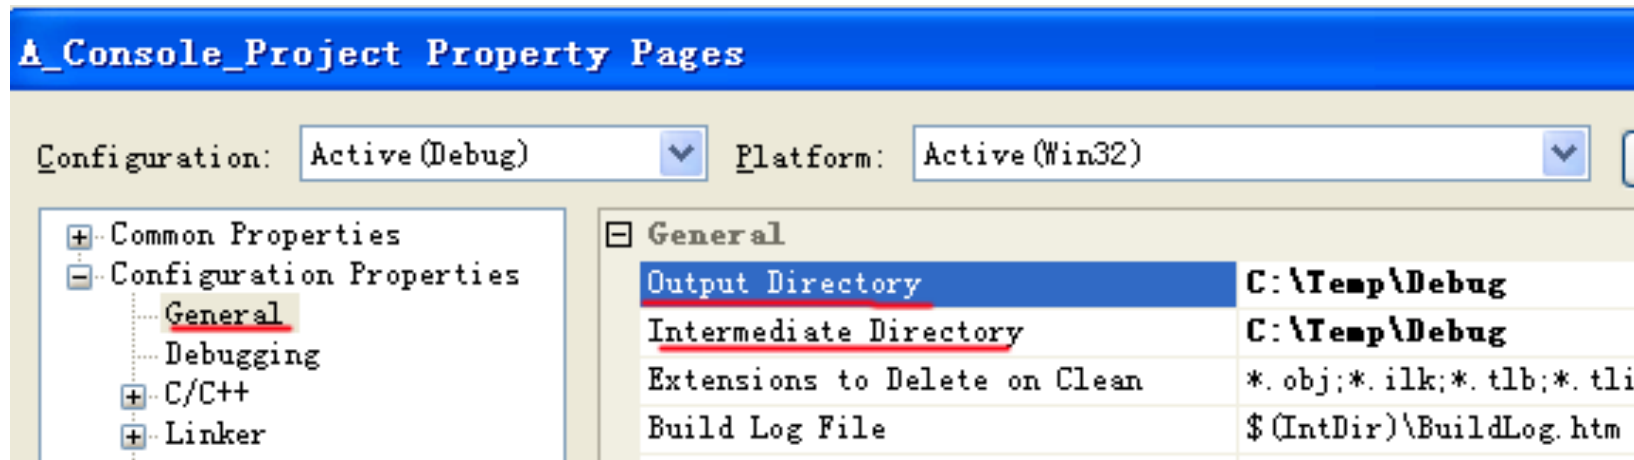 A_Console_Project Property Pages
Configuration: Active(Debug) Platform: Active(Win32)
Common Properties
Configuration Properties
General
Debugging
C/C++
Linker
General
Output Directory C:\Temp\Debug
Intermediate Directory C:\Temp\Debug
Extensions to Delete on Clean *.obj;*.ilk;*.tlb;*.tli
Build Log File $(IntDir)\BuildLog.htm